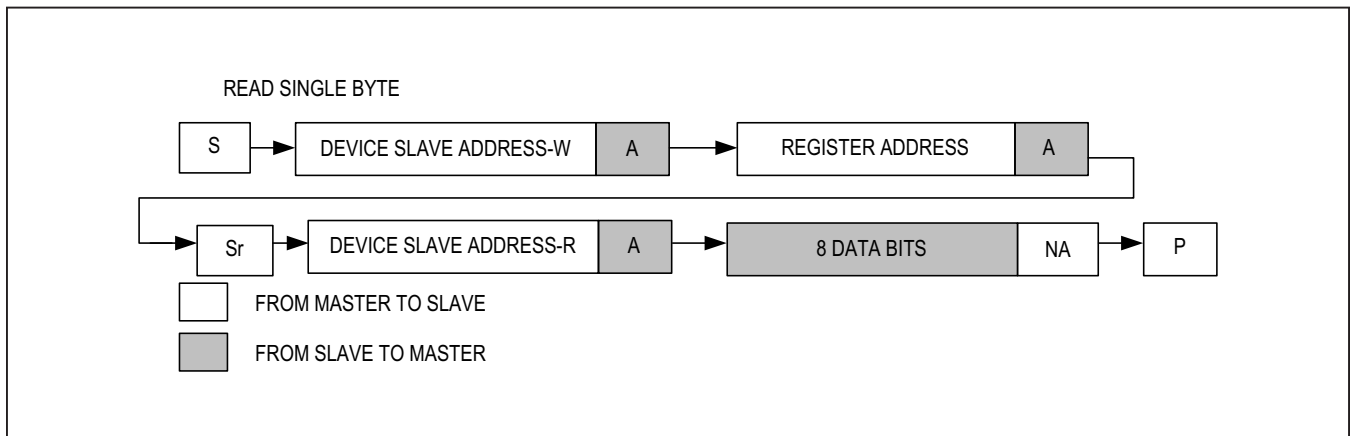 READ SINGLE BYTE
S DEVICE SLAVE ADDRESS-W A REGISTER ADDRESS A
Sr DEVICE SLAVE ADDRESS-R A 8 DATA BITS NA P
FROM MASTER TO SLAVE
FROM SLAVE TO MASTER